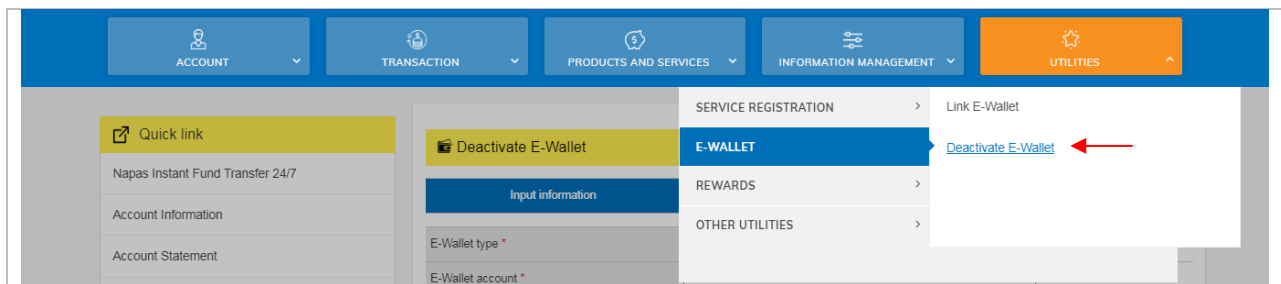 ACCOUNT
TRANSACTION
PRODUCTS AND SERVICES
INFORMATION MANAGEMENT
UTILITIES
Quick link
Napas Instant Fund Transfer 24/7
Account Information
Account Statement
Deactivate E-Wallet
Input information
E-Wallet type *
E-Wallet account *
SERVICE REGISTRATION
E-WALLET
REWARDS
OTHER UTILITIES
Link E-Wallet
Deactivate E-Wallet